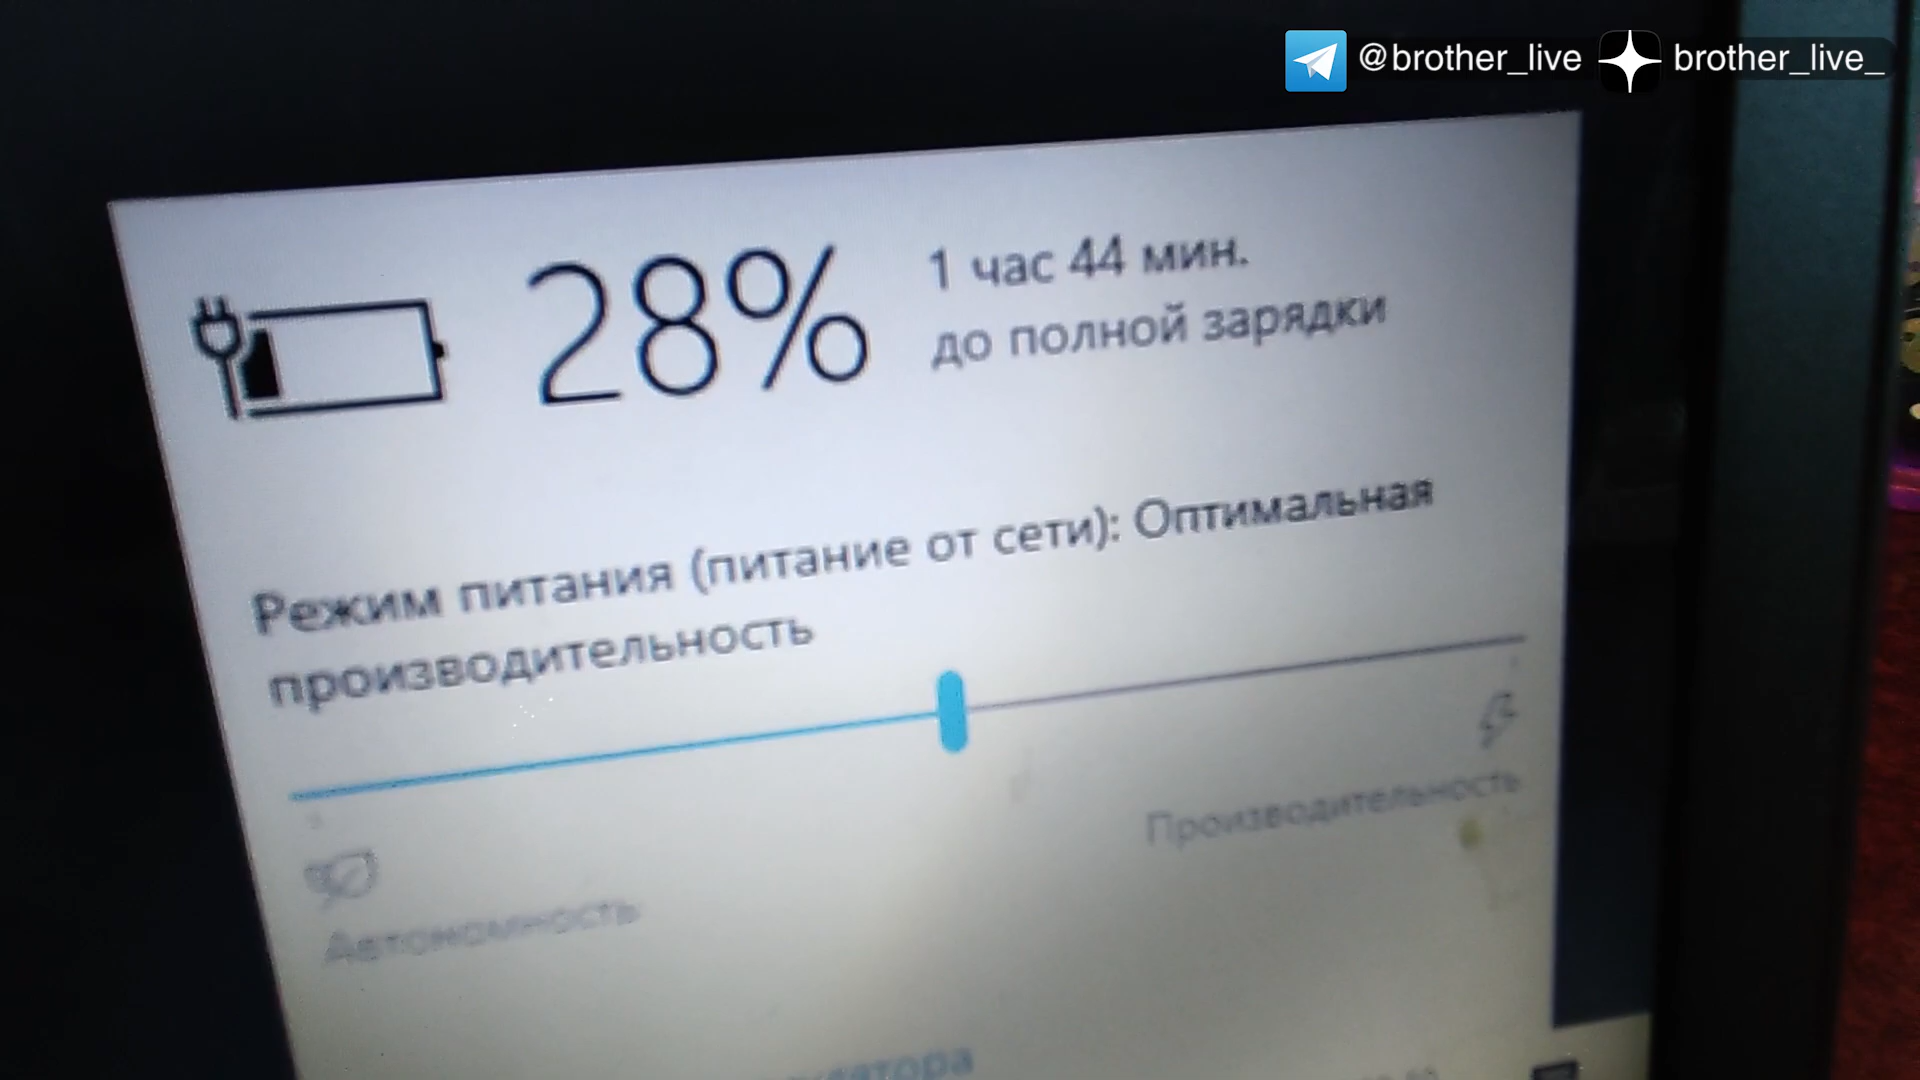 @brother_live brother_live_
28% 1 час 44 мин.
до полной зарядки
Режим питания (питание от сети): Оптимальная
производительность
Производительность
Автономность